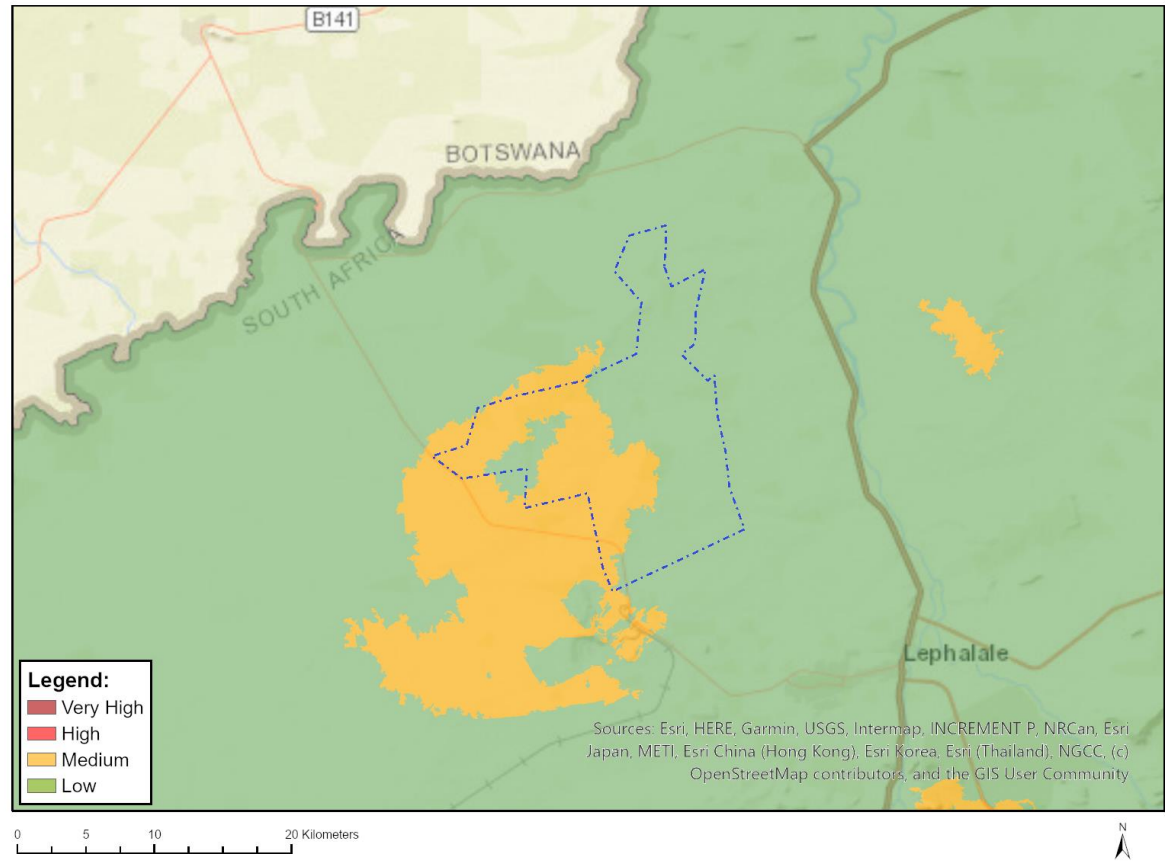 B141
BOTSWANA
SOUTH AFRICA
Lephalale
Legend:
Very High
High
Medium
Low
Sources: Esri, HERE, Garmin, USGS, Intermap, INCREMENT P, NRCan, Esri
Japan, METI, Esri China (Hong Kong), Esri Korea, Esri (Thailand), NGCC, (c)
OpenStreetMap contributors, and the GIS User Community
0 5 10 20 Kilometers
N